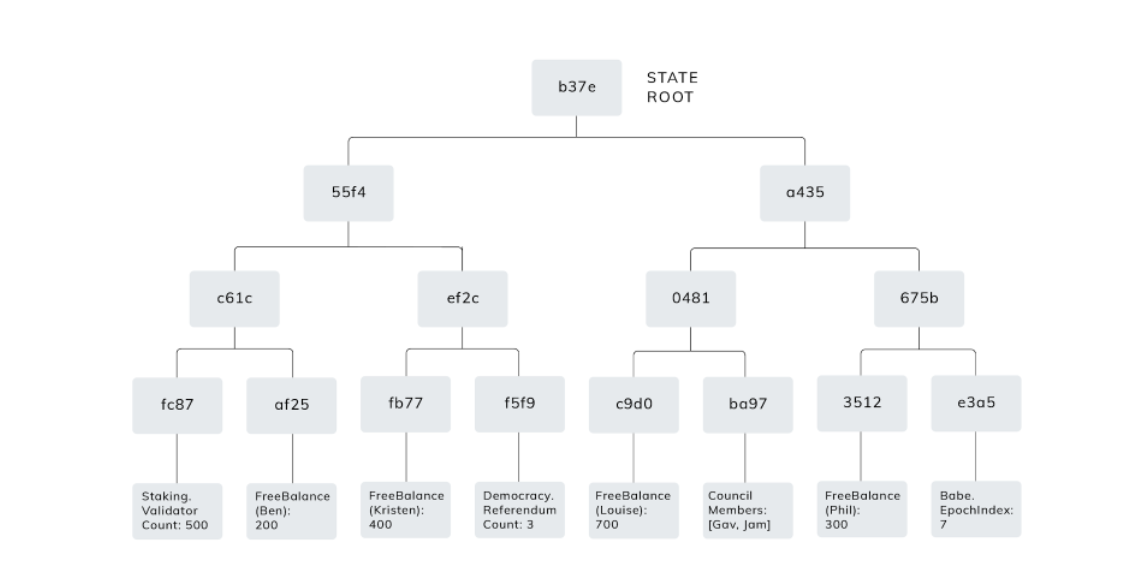 b37e
STATE
ROOT
55f4
a435
c61c
ef2c
0481
675b
fc87
af25
fb77
f5f9
c9d0
ba97
3512
e3a5
Staking.
Validator
Count: 500
FreeBalance
(Ben):
200
FreeBalance
(Kristen):
400
Democracy.
Referendum
Count: 3
FreeBalance
(Louise):
700
Council
Members:
[Gav, Jam]
FreeBalance
(Phil):
300
Babe.
EpochIndex:
7